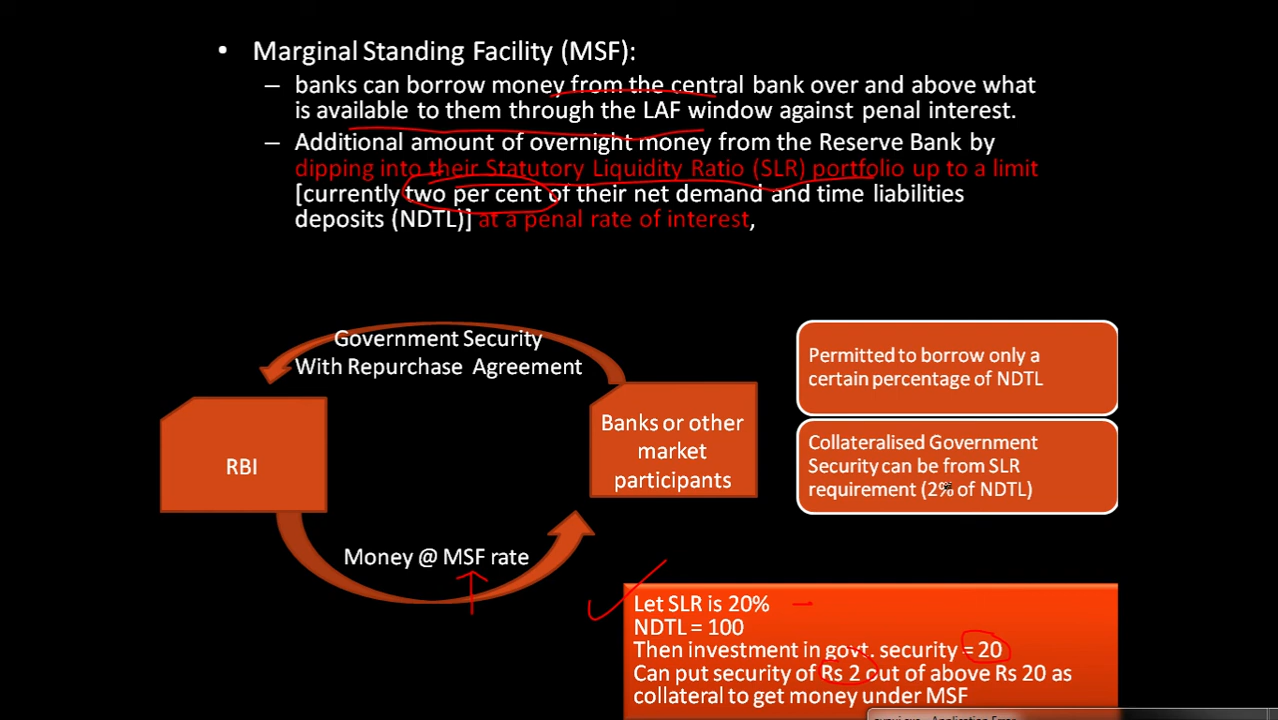 • Marginal Standing Facility (MSF):
– banks can borrow money from the central bank over and above what
is available to them through the LAF window against penal interest.
– Additional amount of overnight money from the Reserve Bank by
dipping into their Statutory Liquidity Ratio (SLR) portfolio up to a limit
[currently two per cent of their net demand and time liabilities
deposits (NDTL)] at a penal rate of interest,
Government Security
With Repurchase Agreement
RBI
Banks or other
market
participants
Money @ MSF rate
Permitted to borrow only a
certain percentage of NDTL
Collateralised Government
Security can be from SLR
requirement (2% of NDTL)
Let SLR is 20%
NDTL = 100
Then investment in govt. security = 20
Can put security of Rs 2 out of above Rs 20 as
collateral to get money under MSF
Application Error